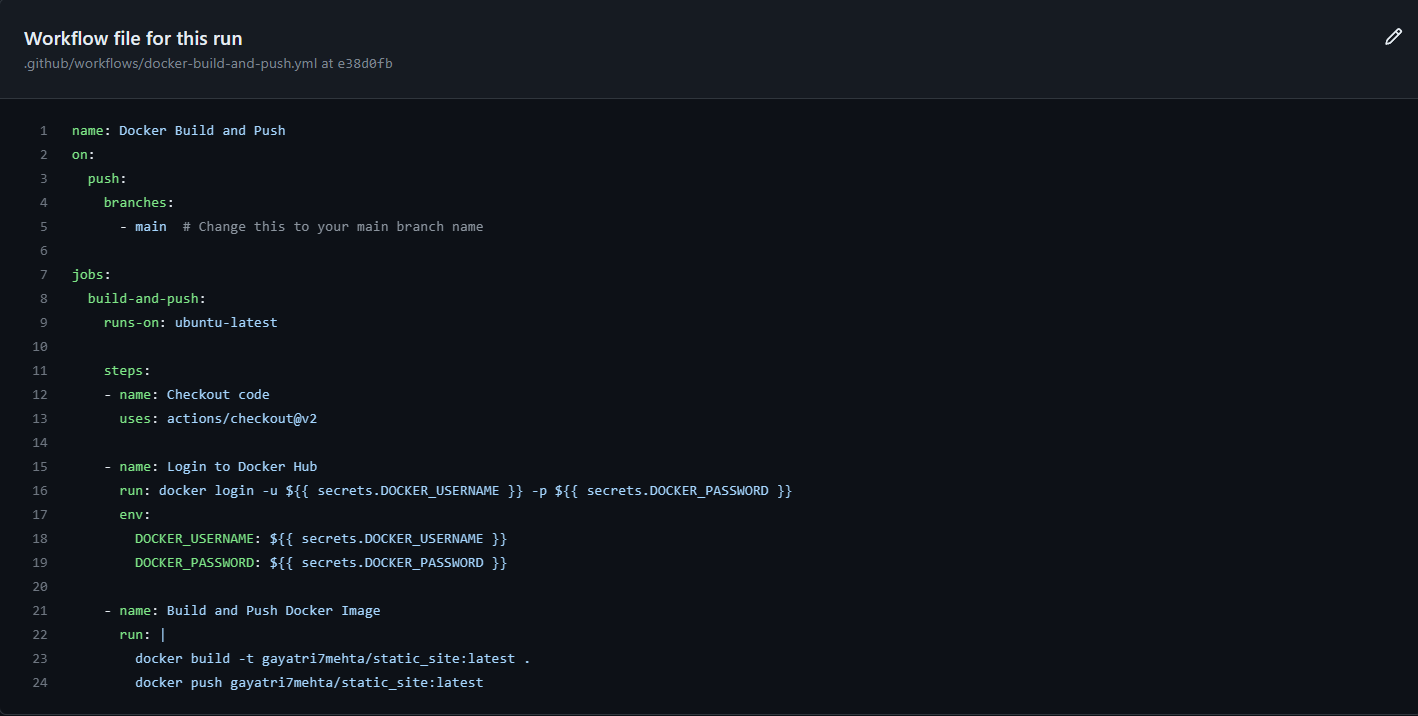 Workflow file for this run
.github/workflows/docker-build-and-push.yml at e38d0fb
1 name: Docker Build and Push
2 on:
3   push:
4     branches:
5       - main  # Change this to your main branch name
6
7 jobs:
8   build-and-push:
9     runs-on: ubuntu-latest
10
11     steps:
12     - name: Checkout code
13       uses: actions/checkout@v2
14
15     - name: Login to Docker Hub
16       run: docker login -u ${{ secrets.DOCKER_USERNAME }} -p ${{ secrets.DOCKER_PASSWORD }}
17       env:
18         DOCKER_USERNAME: ${{ secrets.DOCKER_USERNAME }}
19         DOCKER_PASSWORD: ${{ secrets.DOCKER_PASSWORD }}
20
21     - name: Build and Push Docker Image
22       run: |
23         docker build -t gayatri7mehta/static_site:latest .
24         docker push gayatri7mehta/static_site:latest